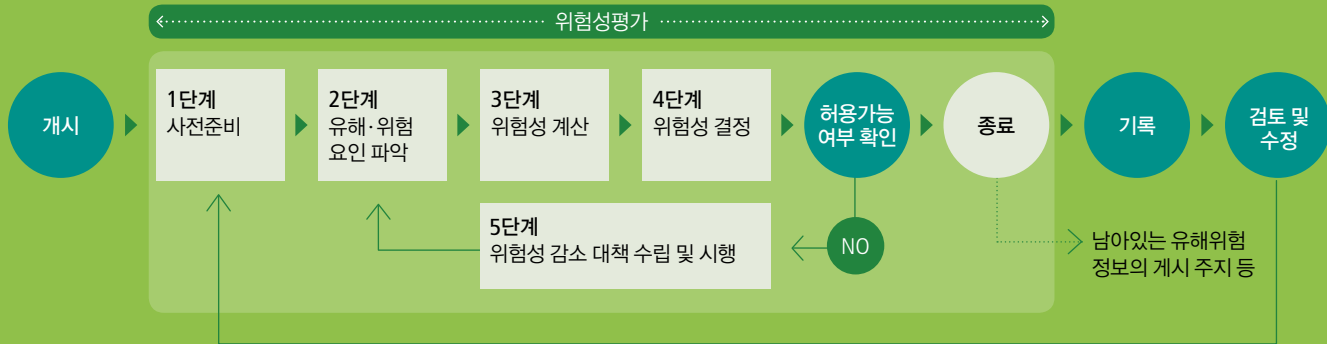 위험성평가
개시
1단계
사전준비
2단계
유해·위험
요인 파악
3단계
위험성 계산
4단계
위험성 결정
허용가능
여부 확인
종료
기록
검토 및
수정
5단계
위험성 감소 대책 수립 및 시행
NO
남아있는 유해위험
정보의 게시 주지 등